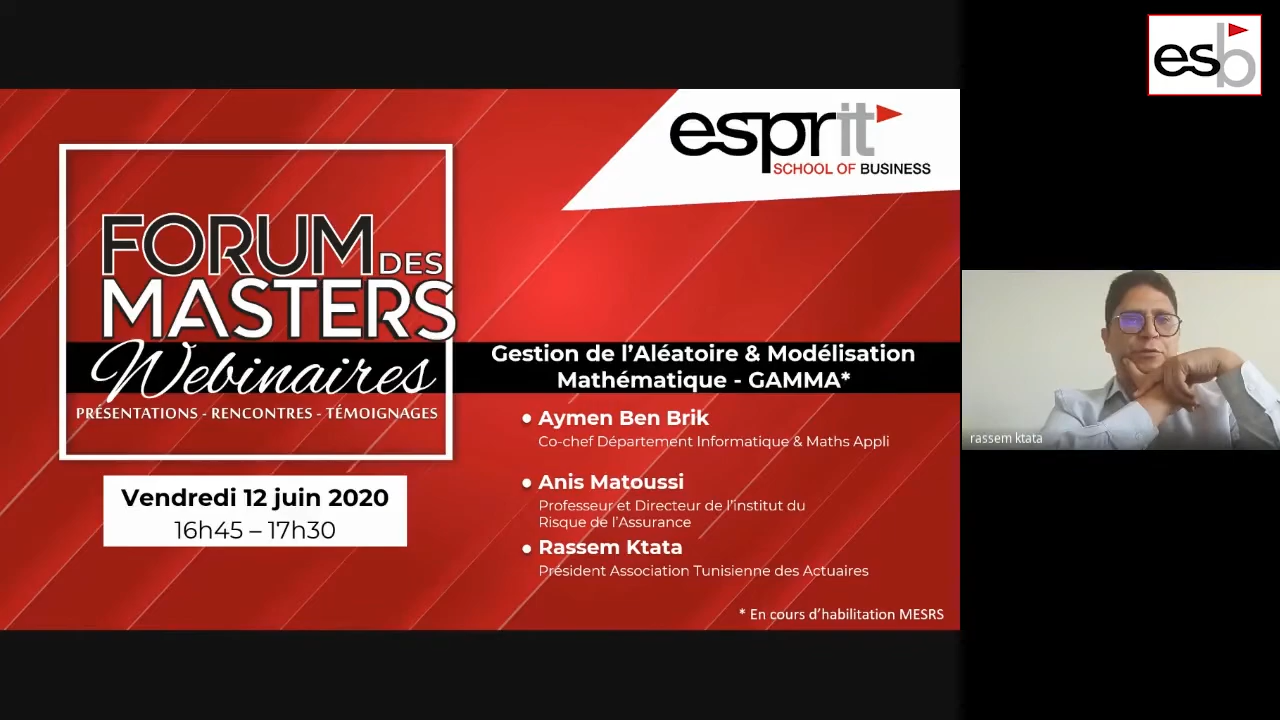 esb
esprit
SCHOOL OF BUSINESS
FORUM DES
MASTERS
Webinaires
PRÉSENTATIONS - RENCONTRES - TÉMOIGNAGES
Vendredi 12 juin 2020
16h45 – 17h30
Gestion de l'Aléatoire & Modélisation
Mathématique - GAMMA*
● Aymen Ben Brik
Co-chef Département Informatique & Maths Appli
● Anis Matoussi
Professeur et Directeur de l'institut du
Risque de l'Assurance
● Rassem Ktata
Président Association Tunisienne des Actuaires
* En cours d'habilitation MESRS
rassem ktata